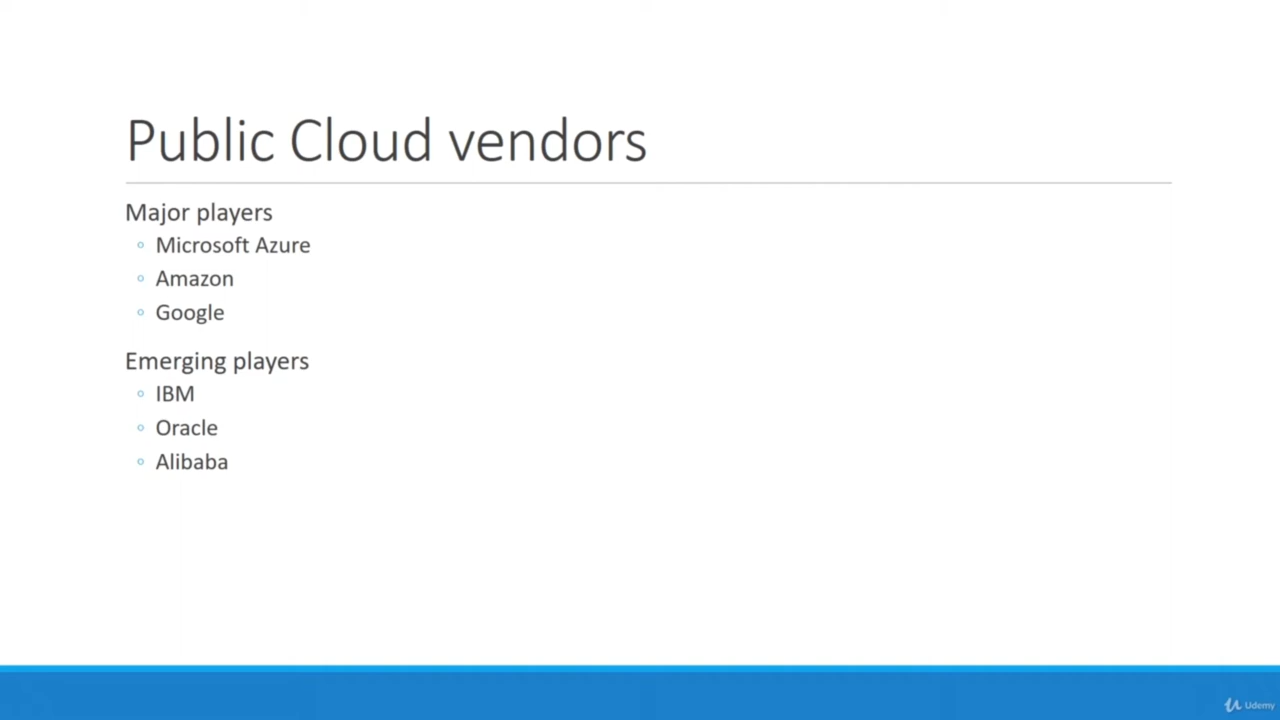 Public Cloud vendors
Major players
Microsoft Azure
Amazon
Google
Emerging players
IBM
Oracle
Alibaba
Udemy